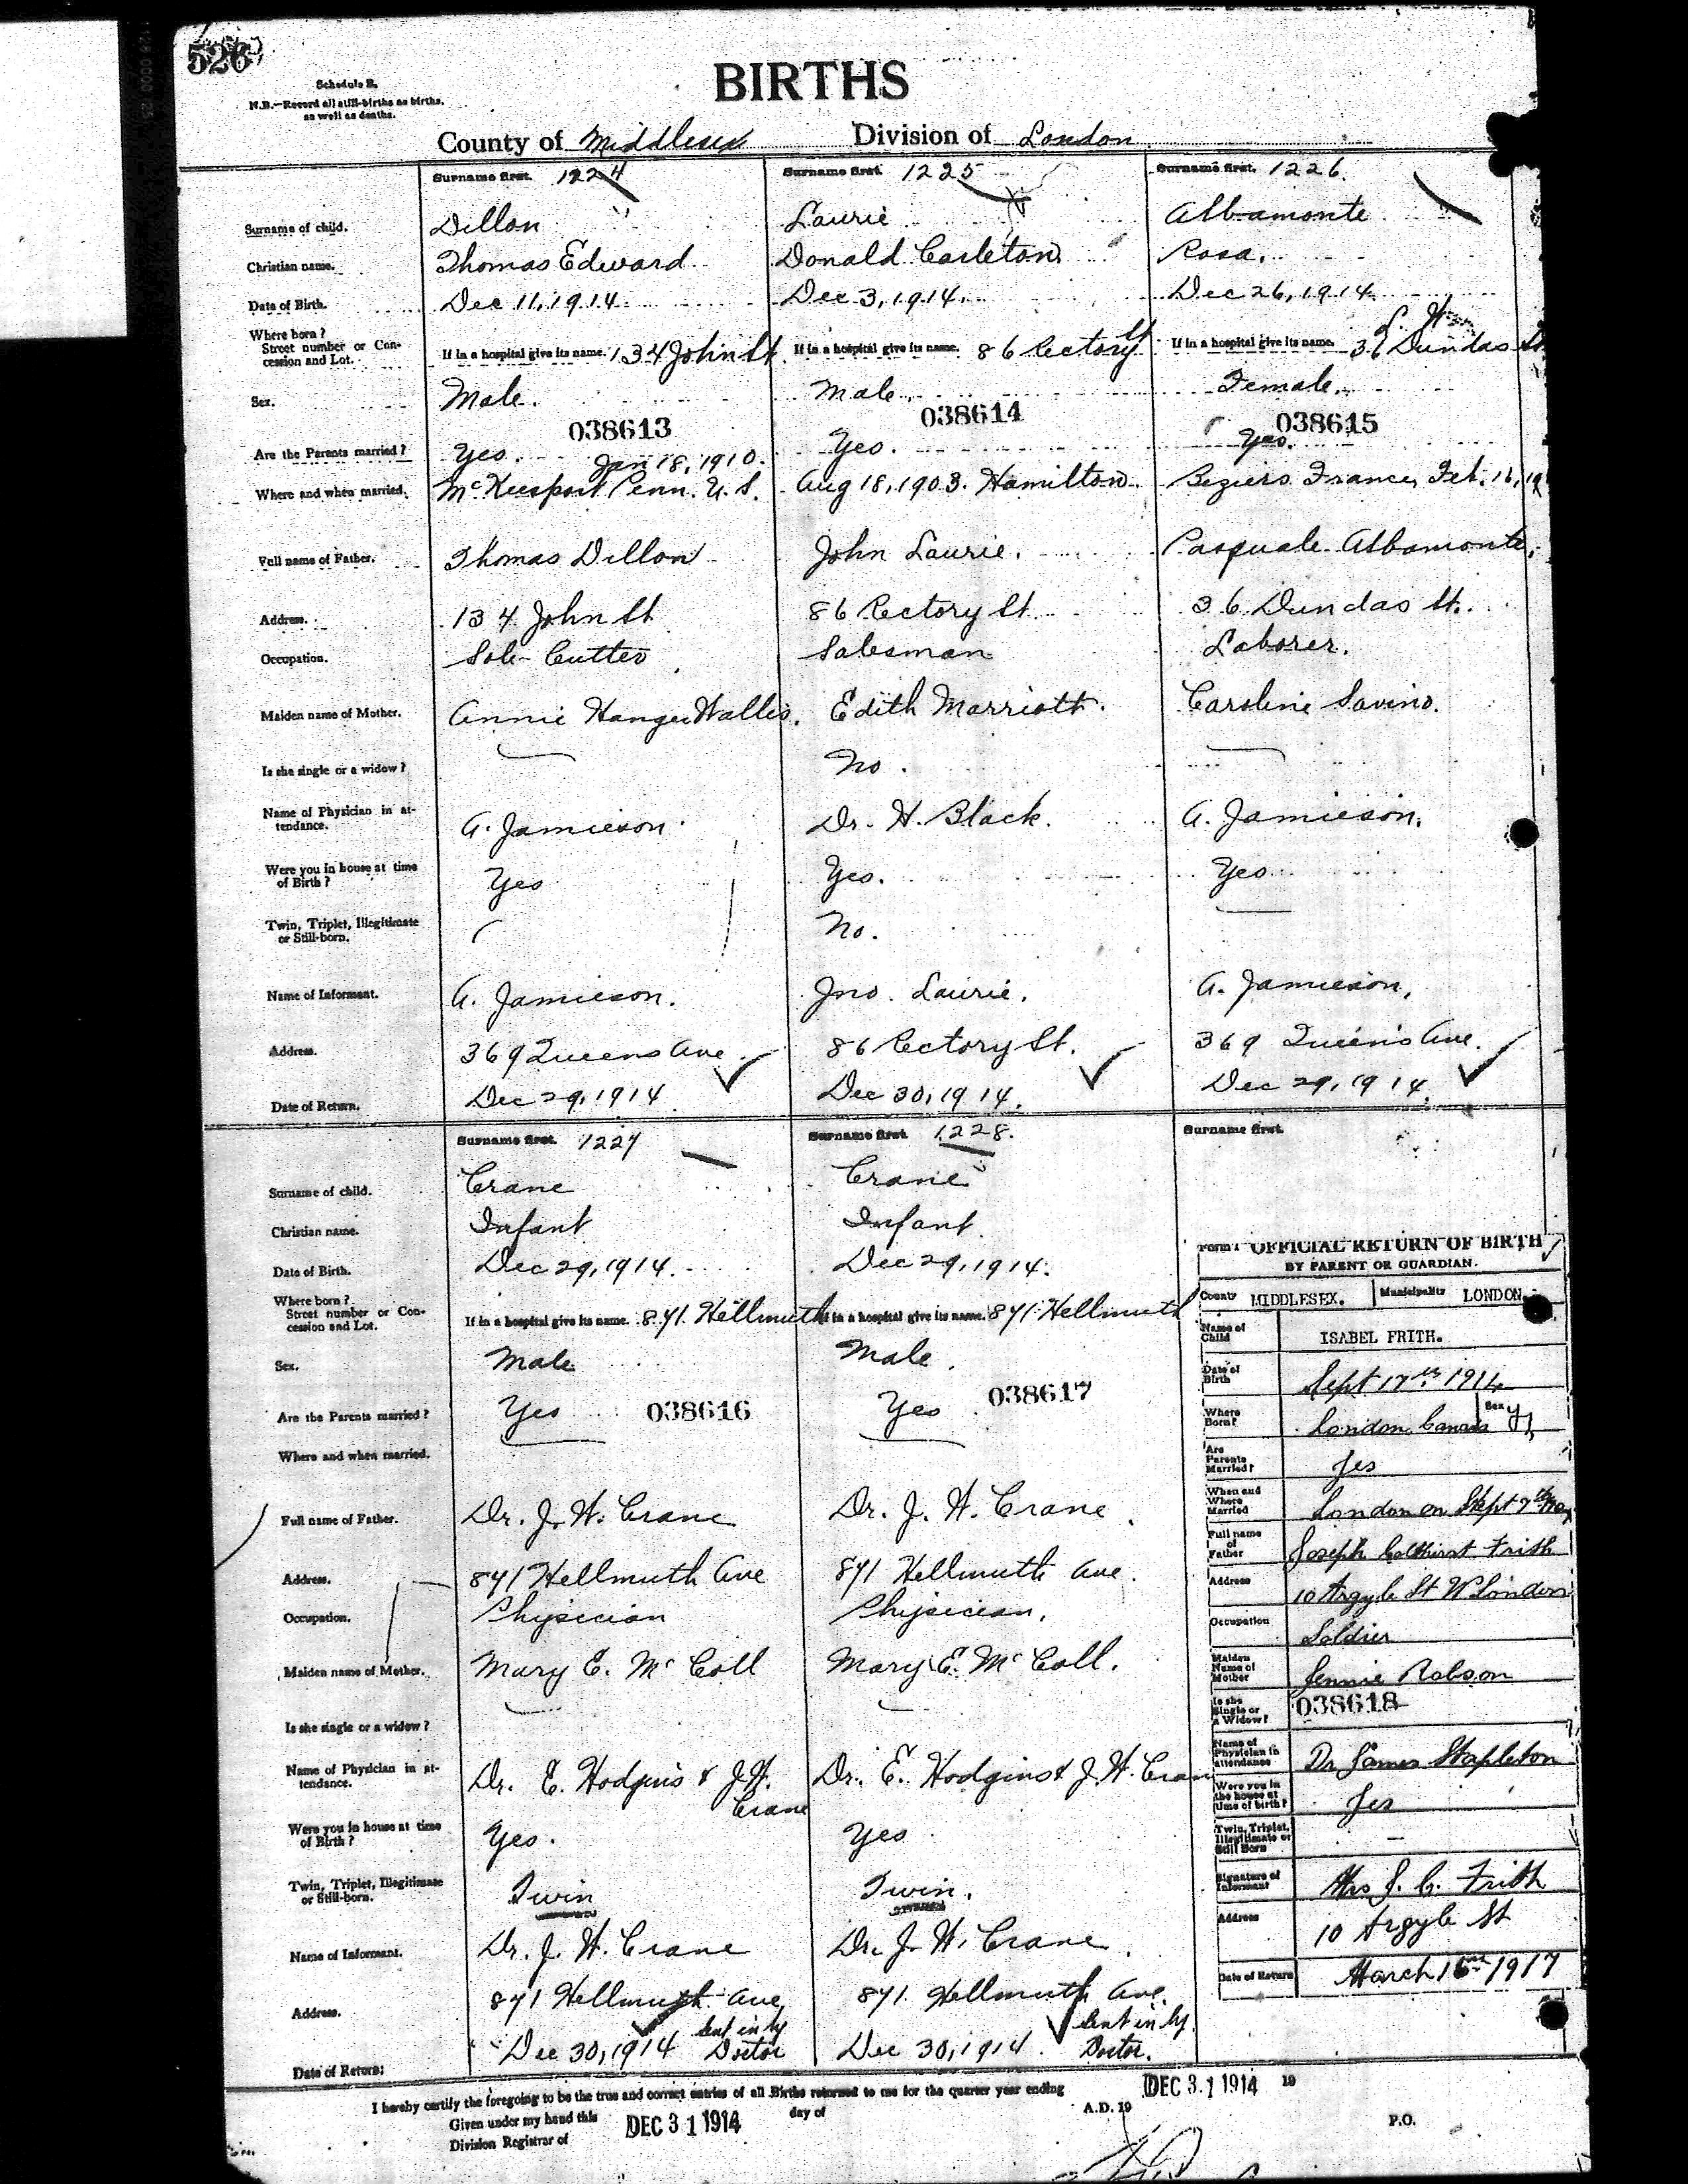 526
Schedule B.
N.B.—Record all still-births as births, as well as deaths.
BIRTHS
County of Middlesex Division of London
Surname first. 1224
Surname of child. Dillon
Christian name. Thomas Edward
Date of Birth. Dec 11, 1914
Where born? Street number or Concession and Lot. If in a hospital give its name. 134 John St
Sex. Male.
038613
Are the Parents married? Yes. Jan 18, 1910.
Where and when married. McKeesport Penn. U.S.
Full name of Father. Thomas Dillon
Address. 134 John St
Occupation. Sole-Cutter
Maiden name of Mother. Annie Wallis.
Is she single or a widow?
Name of Physician in attendance. A. Jamieson
Were you in house at time of Birth? Yes
Twin, Triplet, Illegitimate or Still-born.
Name of Informant. A. Jamieson.
Address. 369 Queens Ave
Date of Return. Dec 29, 1914
Surname first. 1225
Laurie
Donald Carleton
Dec 3, 1914.
If in a hospital give its name. 86 Rectory St
Male
038614
Yes.
Aug 18, 1903. Hamilton
John Laurie.
86 Rectory St
Salesman
Edith Marriott.
No.
Dr. H. Black.
Yes.
No.
Jno. Laurie.
86 Rectory St.
Dec 30, 1914.
Surname first. 1226.
Albamonte
Rosa.
Dec 26, 1914.
If in a hospital give its name. 36 Dundas St
Female.
038615
Yes.
Beziers France, Feb. 16, 19
Pasquale Albamonte.
36 Dundas St.
Laborer.
Caroline Savino.
A. Jamieson.
Yes
A. Jamieson.
369 Queen's Ave.
Dec 29, 1914
Surname first. 1227
Surname of child. Crane
Christian name. Infant
Date of Birth. Dec 29, 1914.
Where born? Street number or Concession and Lot. If in a hospital give its name. 871 Hellmuth
Sex. Male
Are the Parents married? Yes 038616
Where and when married.
Full name of Father. Dr. J. W. Crane
Address. 871 Hellmuth Ave
Occupation. Physician
Maiden name of Mother. Mary E. McColl
Is she single or a widow?
Name of Physician in attendance. Dr. E. Hodgins & J.W. Crane
Were you in house at time of Birth? Yes.
Twin, Triplet, Illegitimate or Still-born. Twin
Name of Informant. Dr. J. W. Crane
Address. 871 Hellmuth Ave,
Date of Return: Dec 30, 1914 Sent in by Doctor
Surname first. 1228.
Crane
Infant
Dec 29, 1914.
If in a hospital give its name. 871 Hellmuth
Male
Yes 038617
Dr. J. W. Crane
871 Hellmuth Ave.
Physician.
Mary E. McColl.
Dr. E. Hodgins & J. W. Crane
Yes
Twin.
Dr. J. W. Crane
871 Hellmuth Ave.
Dec 30, 1914. Sent in by Doctor.
Surname first.
Form 1 OFFICIAL RETURN OF BIRTH
BY PARENT OR GUARDIAN.
County MIDDLESEX. Municipality LONDON.
Name of Child ISABEL FRITH.
Date of Birth Sept 17th 1914
Where Born? London Canada Sex
Are Parents Married? Yes
When and Where Married London on Sept 7th
Full name of Father Joseph Frith
Address 10 Argyle St W London
Occupation Soldier
Maiden Name of Mother Jennie Robson
Is she Single or a Widow? 038618
Name of Physician in attendance Dr James Stapleton
Were you in the house at time of birth? Yes
Twin, Triplet, Illegitimate or Still Born —
Signature of Informant Mrs J. C. Frith
Address 10 Argyle St
Date of Return March 1917
I hereby certify the foregoing to be the true and correct entries of all Births returned to me for the quarter year ending DEC 31 1914 19
Given under my hand this DEC 31 1914 day of A.D. 19
Division Registrar of P.O.